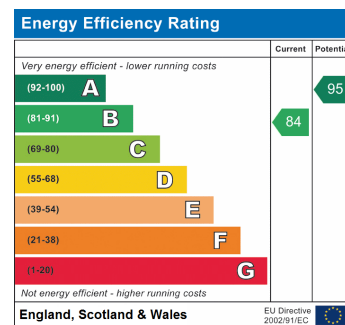 Energy Efficiency Rating
Current Potentia
Very energy efficient - lower running costs
(92-100) A 95
(81-91) B 84
(69-80) C
(55-68) D
(39-54) E
(21-38) F
(1-20) G
Not energy efficient - higher running costs
England, Scotland & Wales
EU Directive
2002/91/EC